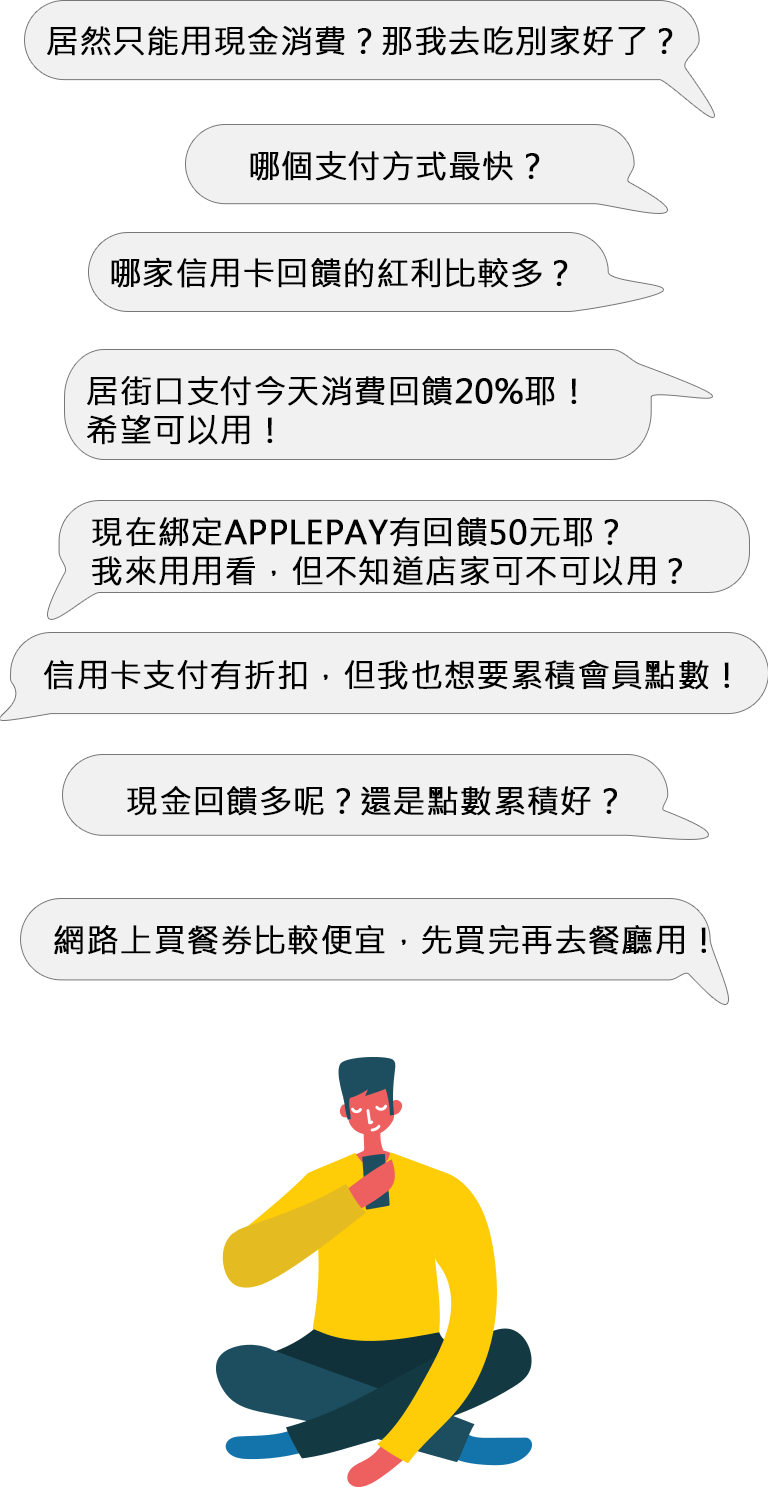 居然只能用現金消費？那我去吃別家好了？
哪個支付方式最快？
哪家信用卡回饋的紅利比較多？
居街口支付今天消費回饋20%耶！
希望可以用！
現在綁定APPLEPAY有回饋50元耶？
我來用用看，但不知道店家可不可以用？
信用卡支付有折扣，但我也想要累積會員點數！
現金回饋多呢？還是點數累積好？
網路上買餐券比較便宜，先買完再去餐廳用！